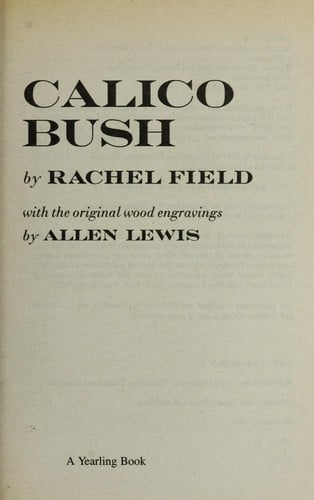 CALICO
BUSH
by RACHEL FIELD
with the original wood engravings
by ALLEN LEWIS
A Yearling Book